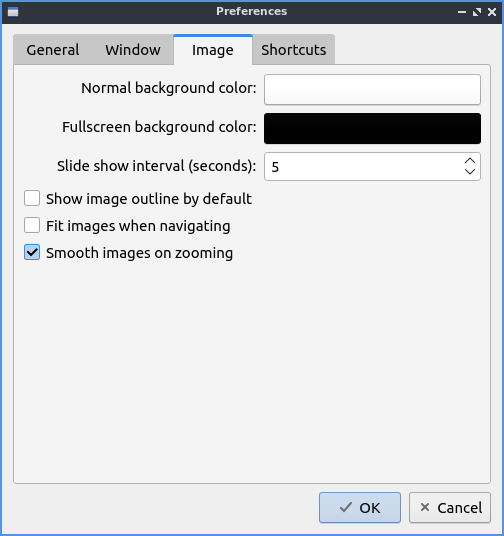 Preferences
General Window Image Shortcuts
Normal background color:
Fullscreen background color:
Slide show interval (seconds): 5
Show image outline by default
Fit images when navigating
Smooth images on zooming
OK Cancel